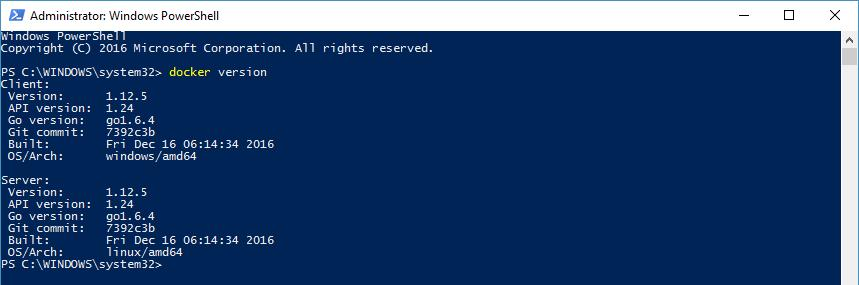 Administrator: Windows PowerShell
Windows PowerShell
Copyright (C) 2016 Microsoft Corporation. All rights reserved.
PS C:\WINDOWS\system32> docker version
Client:
 Version:      1.12.5
 API version:  1.24
 Go version:   go1.6.4
 Git commit:   7392c3b
 Built:        Fri Dec 16 06:14:34 2016
 OS/Arch:      windows/amd64
Server:
 Version:      1.12.5
 API version:  1.24
 Go version:   go1.6.4
 Git commit:   7392c3b
 Built:        Fri Dec 16 06:14:34 2016
 OS/Arch:      linux/amd64
PS C:\WINDOWS\system32>